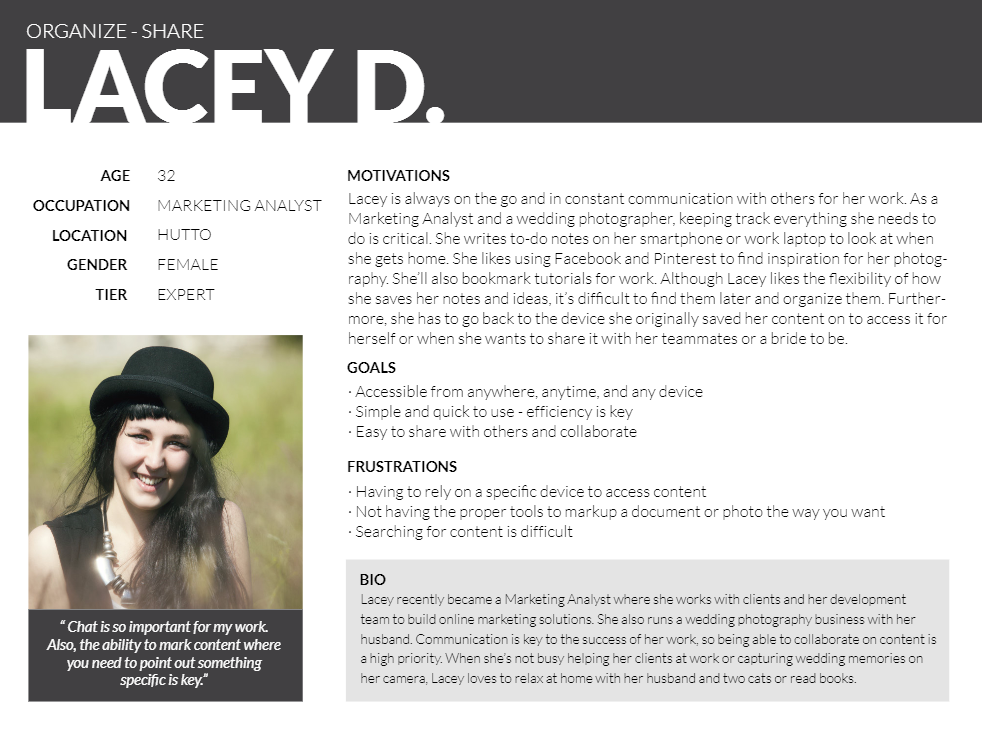 ORGANIZE - SHARE
LACEY D.
AGE 32
OCCUPATION MARKETING ANALYST
LOCATION HUTTO
GENDER FEMALE
TIER EXPERT
“ Chat is so important for my work.
Also, the ability to mark content where
you need to point out something
specific is key.”
MOTIVATIONS
Lacey is always on the go and in constant communication with others for her work. As a
Marketing Analyst and a wedding photographer, keeping track everything she needs to
do is critical. She writes to-do notes on her smartphone or work laptop to look at when
she gets home. She likes using Facebook and Pinterest to find inspiration for her photog-
raphy. She’ll also bookmark tutorials for work. Although Lacey likes the flexibility of how
she saves her notes and ideas, it’s difficult to find them later and organize them. Further-
more, she has to go back to the device she originally saved her content on to access it for
herself or when she wants to share it with her teammates or a bride to be.
GOALS
· Accessible from anywhere, anytime, and any device
· Simple and quick to use - efficiency is key
· Easy to share with others and collaborate
FRUSTRATIONS
· Having to rely on a specific device to access content
· Not having the proper tools to markup a document or photo the way you want
· Searching for content is difficult
BIO
Lacey recently became a Marketing Analyst where she works with clients and her development
team to build online marketing solutions. She also runs a wedding photography business with her
husband. Communication is key to the success of her work, so being able to collaborate on content is
a high priority. When she’s not busy helping her clients at work or capturing wedding memories on
her camera, Lacey loves to relax at home with her husband and two cats or read books.